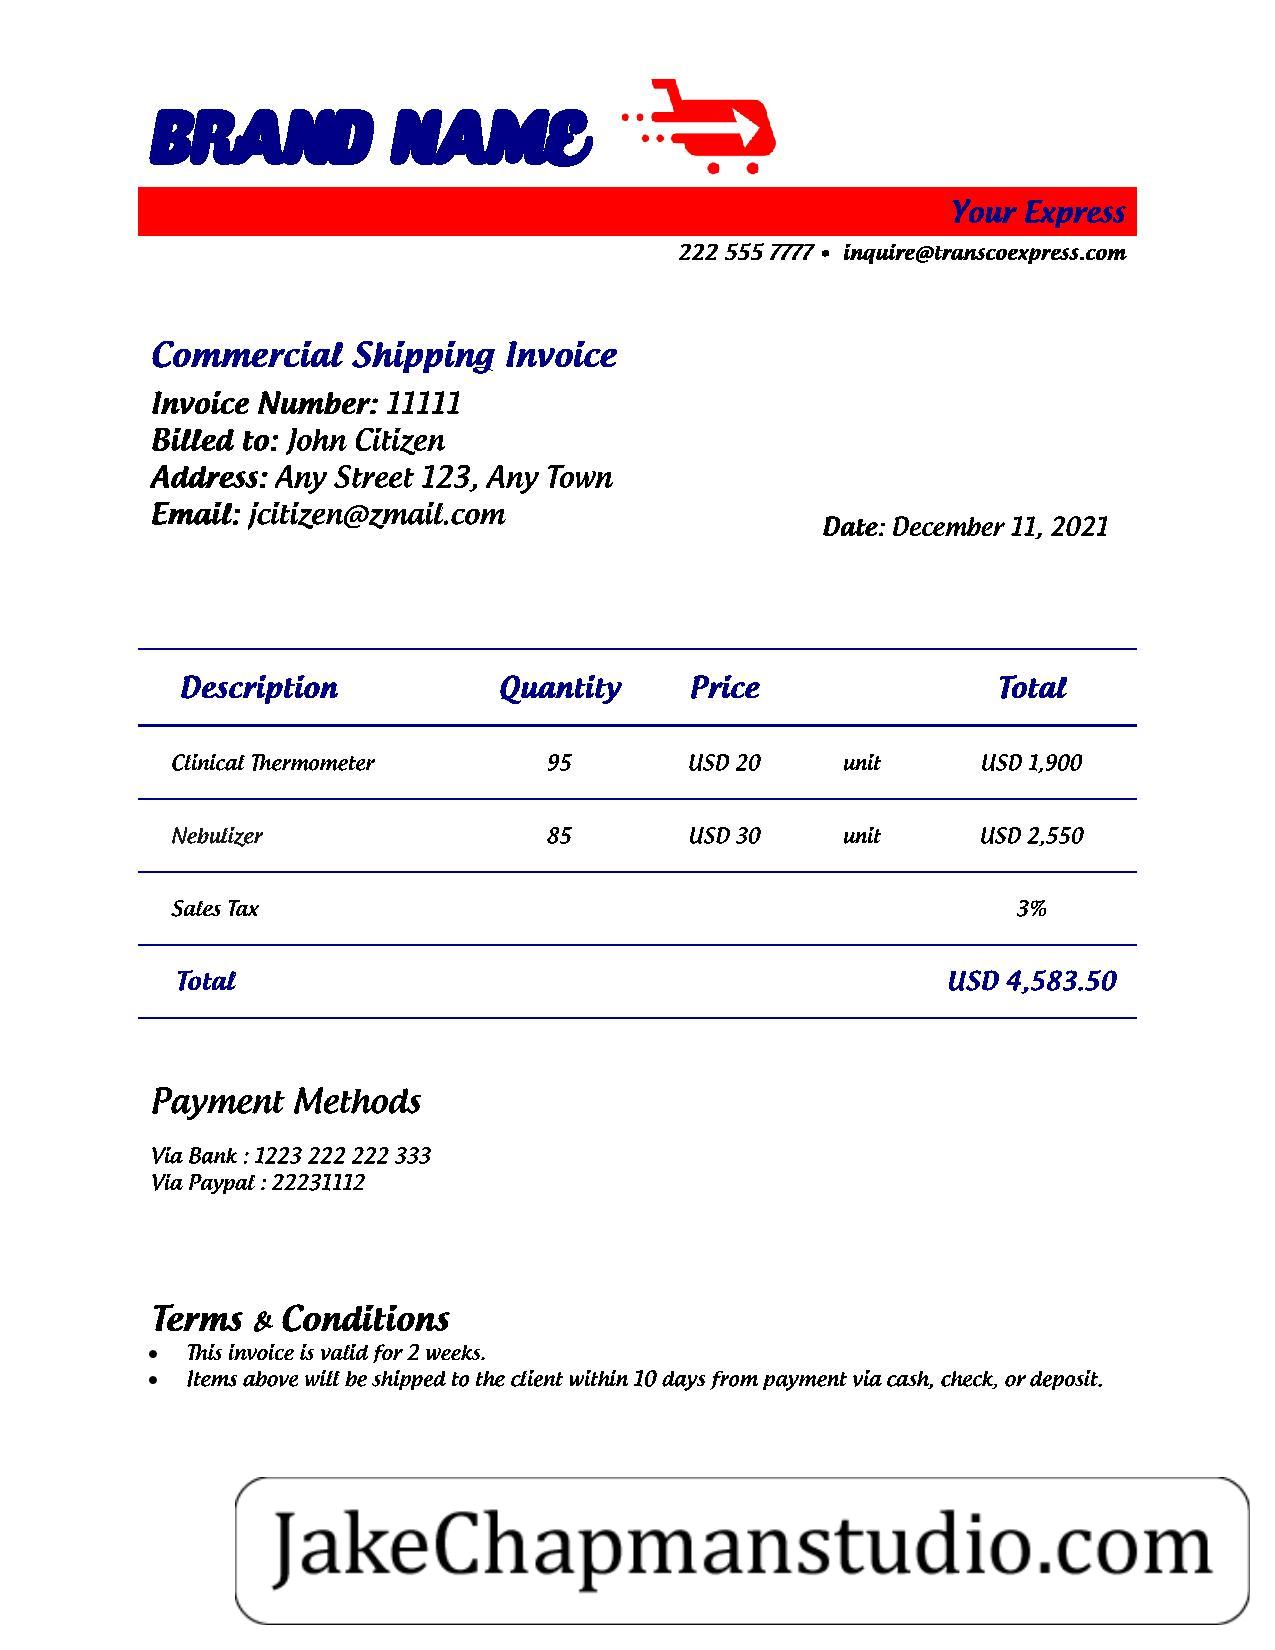 BRAND NAME
Your Express
222 555 7777 • inquire@transcoexpress.com
Commercial Shipping Invoice
Invoice Number: 11111
Billed to: John Citizen
Address: Any Street 123, Any Town
Email: jcitizen@zmail.com
Date: December 11, 2021
Description Quantity Price Total
Clinical Thermometer 95 USD 20 unit USD 1,900
Nebulizer 85 USD 30 unit USD 2,550
Sales Tax 3%
Total USD 4,583.50
Payment Methods
Via Bank : 1223 222 222 333
Via Paypal : 22231112
Terms & Conditions
• This invoice is valid for 2 weeks.
• Items above will be shipped to the client within 10 days from payment via cash, check, or deposit.
JakeChapmanstudio.com